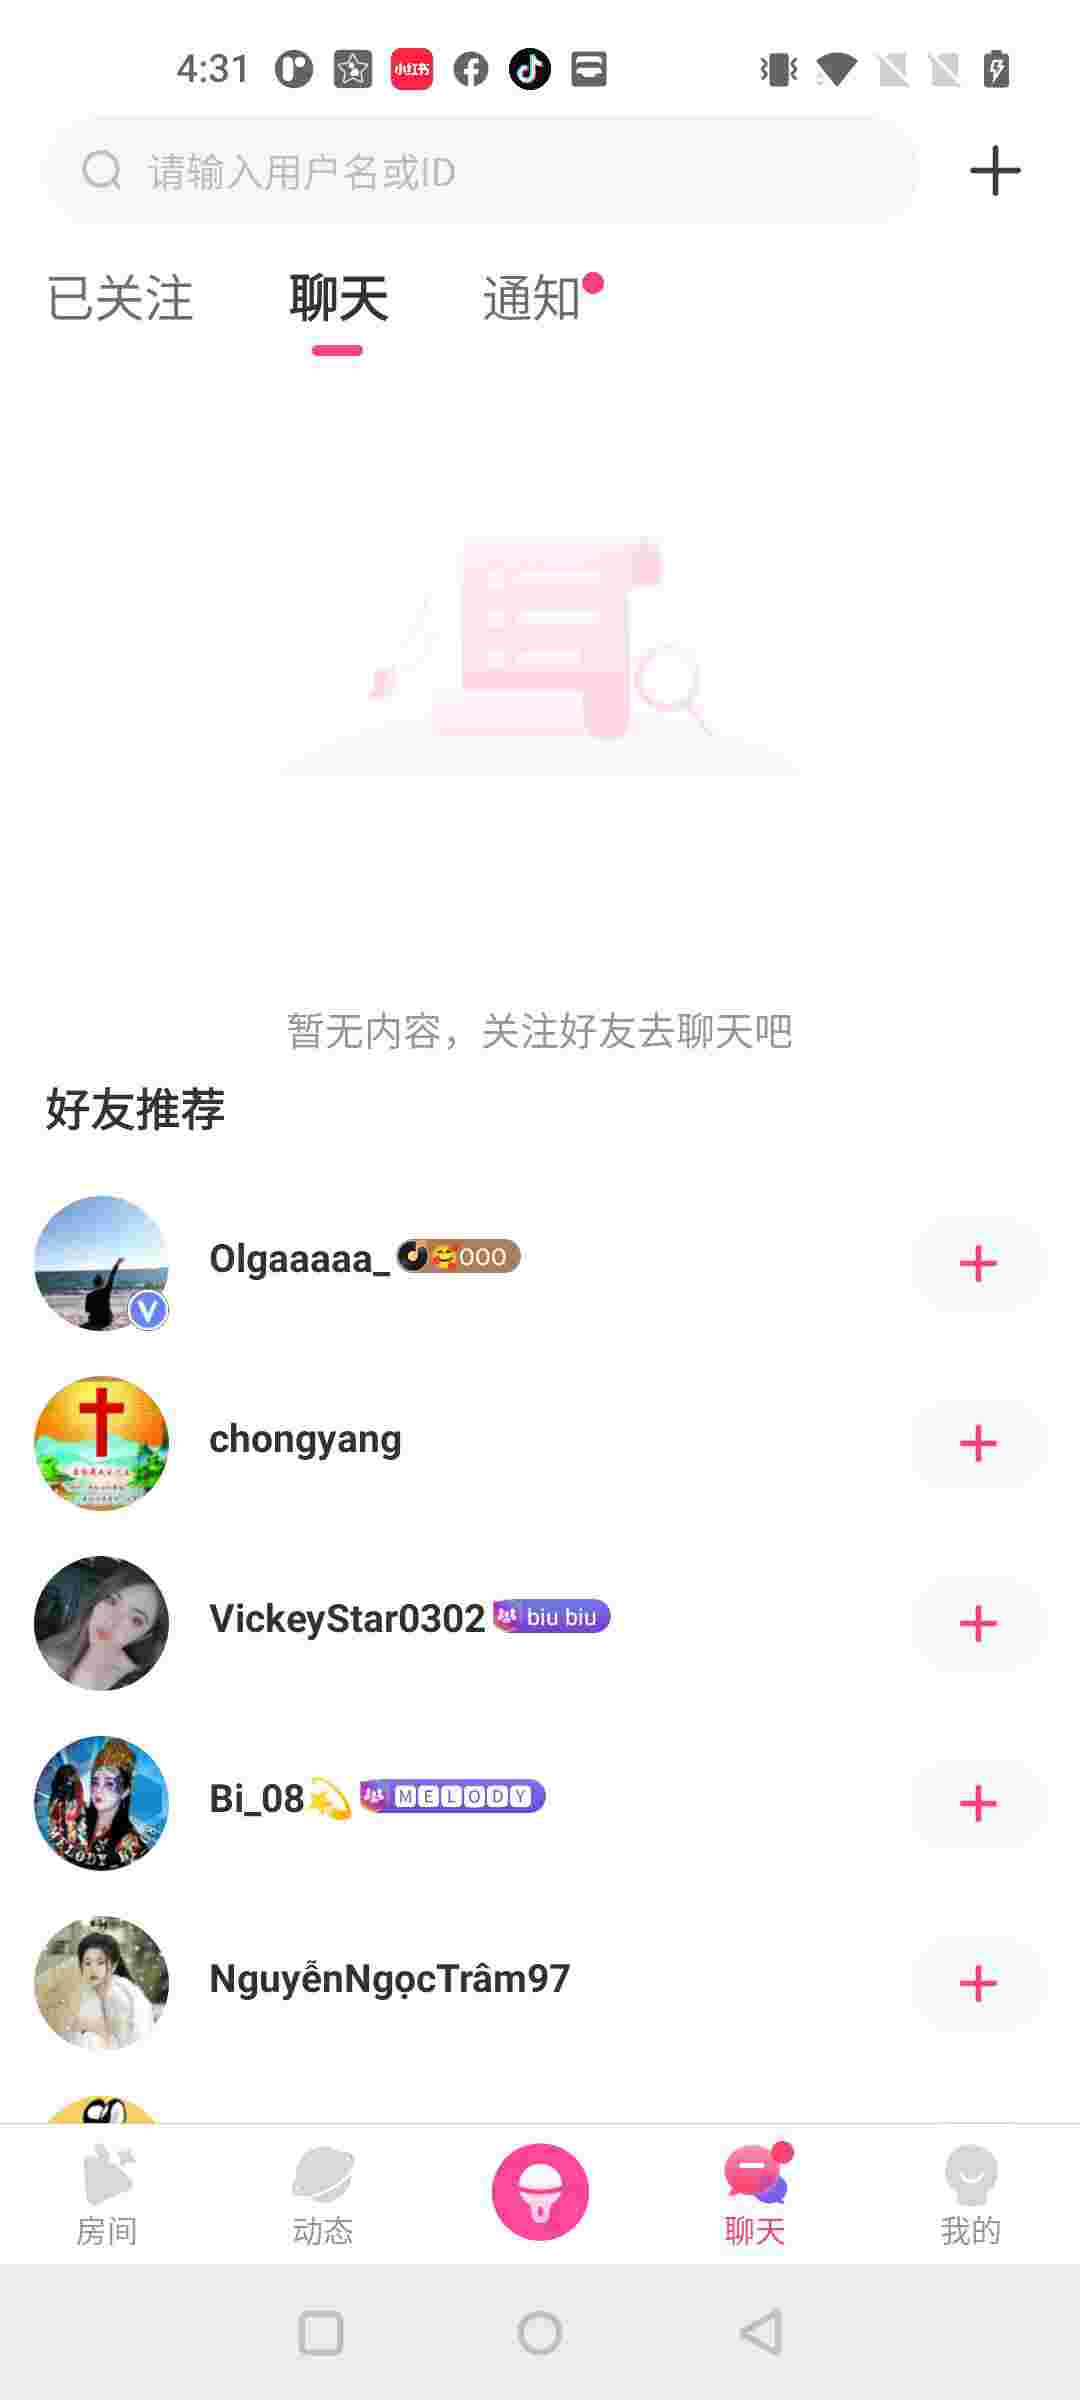 4:31
小红书
请输入用户名或ID
已关注 聊天 通知
暂无内容，关注好友去聊天吧
好友推荐
Olgaaaaa_ 🥰000
chongyang
VickeyStar0302 biu biu
Bi_08💫 MELODY
NguyễnNgọcTrâm97
房间 动态 聊天 我的